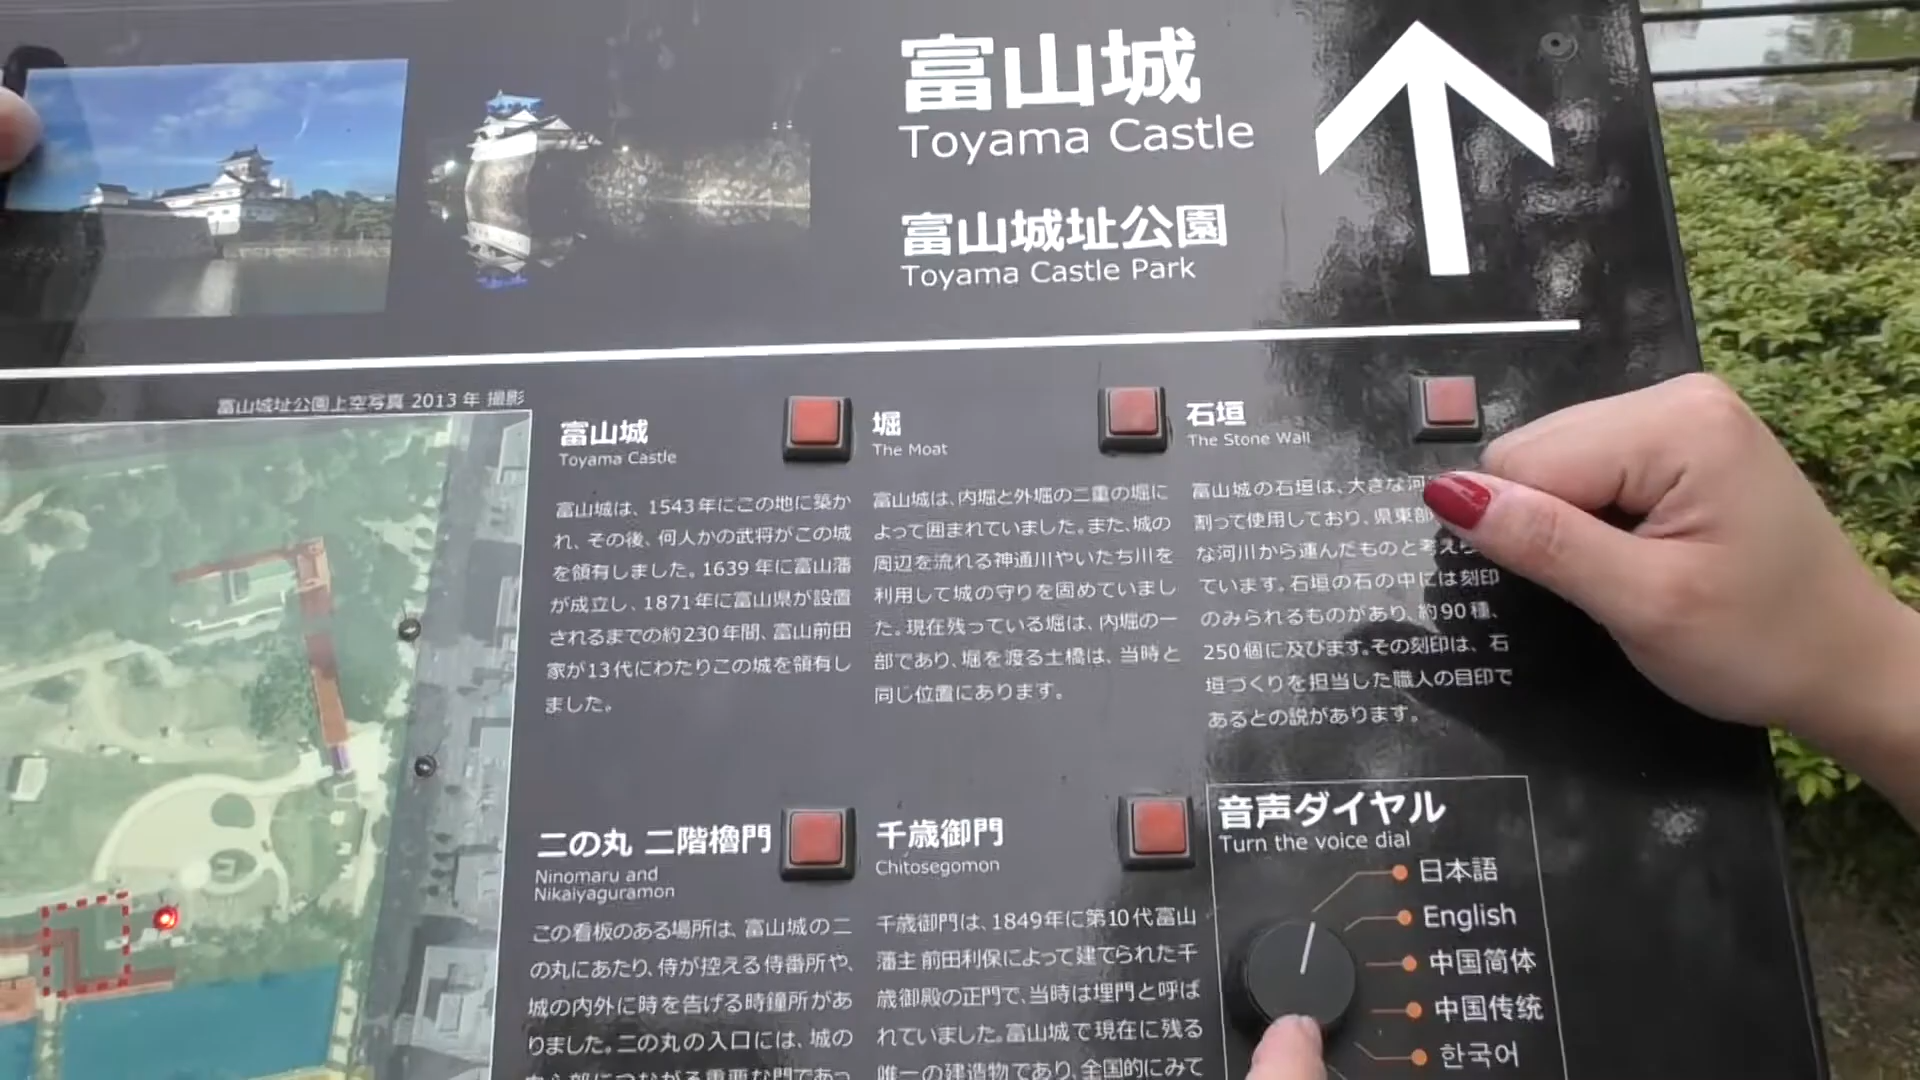 富山城
Toyama Castle
富山城址公園
Toyama Castle Park
富山城址公園上空写真 2013年 撮影
富山城
Toyama Castle
富山城は、1543年にこの地に築か
れ、その後、何人かの武将がこの城
を領有しました。1639年に富山藩
が成立し、1871年に富山県が設置
されるまでの約230年間、富山前田
家が13代にわたりこの城を領有し
ました。
堀
The Moat
富山城は、内堀と外堀の二重の堀に
よって囲まれていました。また、城の
周辺を流れる神通川やいたち川を
利用して城の守りを固めていまし
た。現在残っている堀は、内堀の一
部であり、堀を渡る土橋は、当時と
同じ位置にあります。
石垣
The Stone Wall
富山城の石垣は、大きな河
割って使用しており、県東部
な河川から運んだものと考え
ています。石垣の石の中には刻印
のみられるものがあり、約90種、
250個に及びます。その刻印は、石
垣づくりを担当した職人の目印で
あるとの説があります。
二の丸 二階櫓門
Ninomaru and
Nikaiyaguramon
この看板のある場所は、富山城の二
の丸にあたり、侍が控える侍番所や、
城の内外に時を告げる時鐘所があ
りました。二の丸の入口には、城の
千歳御門
Chitosegomon
千歳御門は、1849年に第10代富山
藩主 前田利保によって建てられた千
歳御殿の正門で、当時は埋門と呼ば
れていました。富山城で現在に残る
唯一の建造物であり、全国的にみて
音声ダイヤル
Turn the voice dial
日本語
English
中国简体
中国传统
한국어